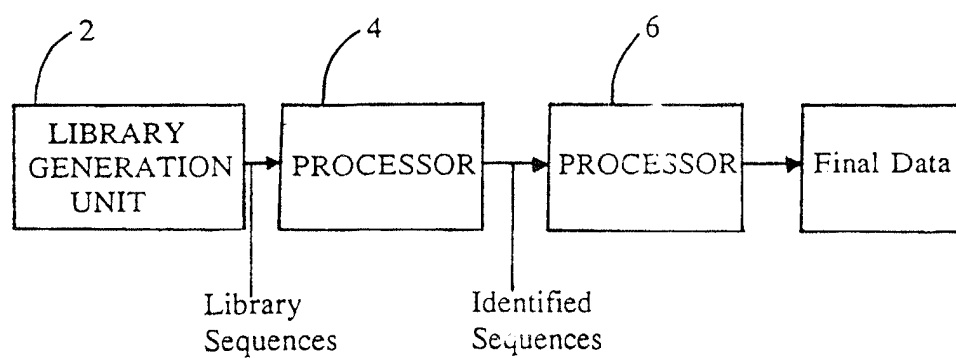 2
4
6
LIBRARY
GENERATION
UNIT
PROCESSOR
PROCESSOR
Final Data
Library
Sequences
Identified
Sequences